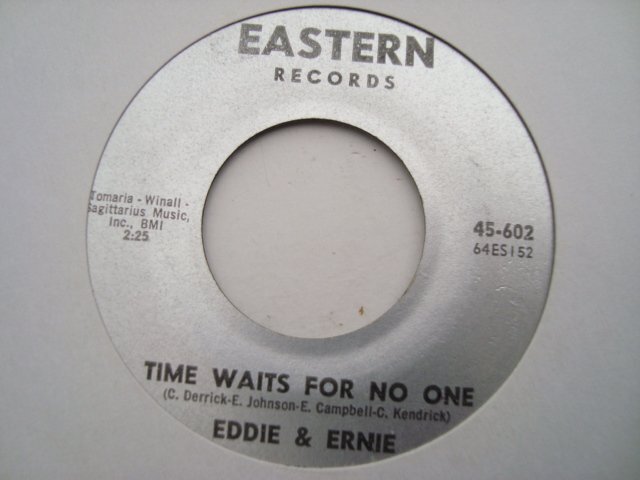 EASTERN
RECORDS
Tomaria - Winall -
Sagittarius Music,
Inc., BMI
2:25
45-602
64ES152
TIME WAITS FOR NO ONE
(C. Derrick-E. Johnson-E. Campbell-C. Kendrick)
EDDIE & ERNIE